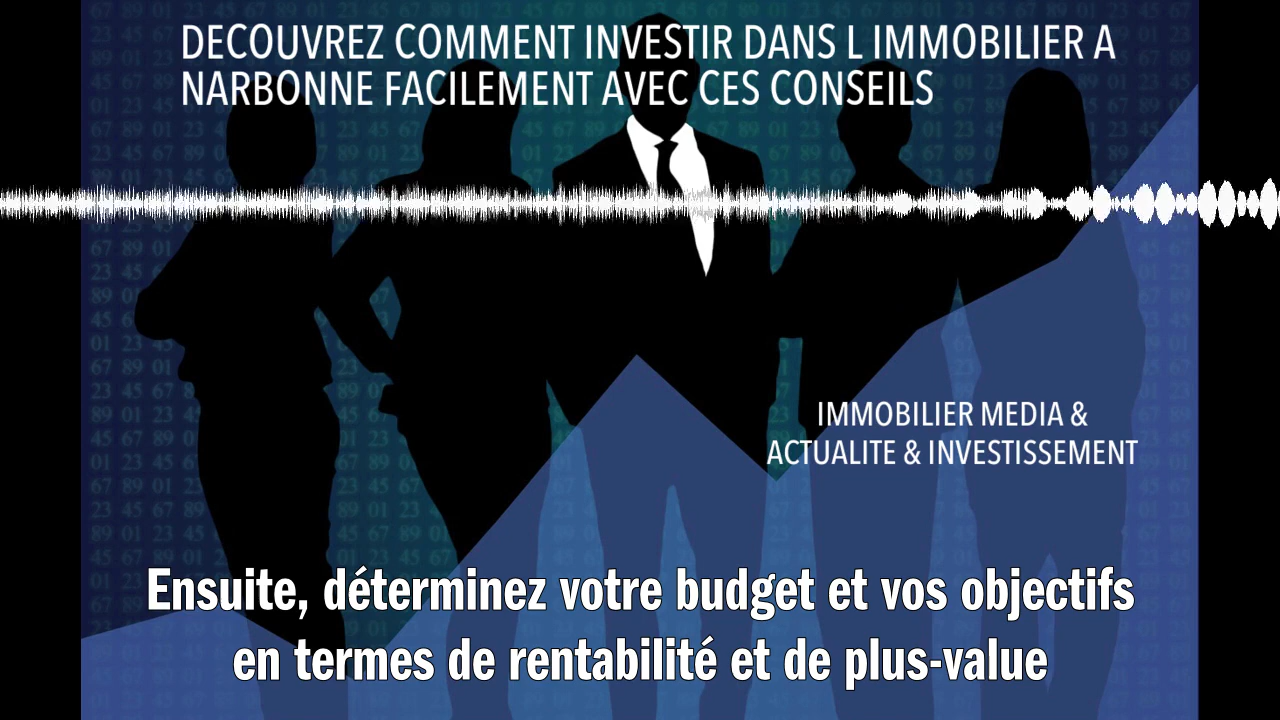 DECOUVREZ COMMENT INVESTIR DANS L IMMOBILIER A
NARBONNE FACILEMENT AVEC CES CONSEILS
IMMOBILIER MEDIA &
ACTUALITE & INVESTISSEMENT
Ensuite, déterminez votre budget et vos objectifs
en termes de rentabilité et de plus-value